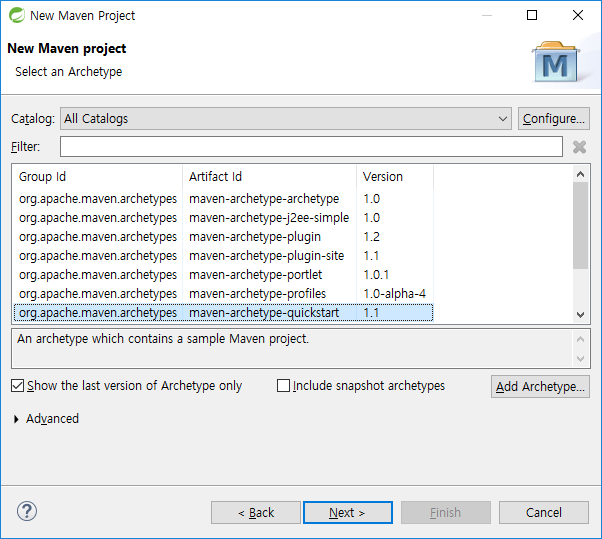 New Maven Project
New Maven project
Select an Archetype
M
Catalog: All Catalogs Configure...
Filter:
Group Id Artifact Id Version
org.apache.maven.archetypes maven-archetype-archetype 1.0
org.apache.maven.archetypes maven-archetype-j2ee-simple 1.0
org.apache.maven.archetypes maven-archetype-plugin 1.2
org.apache.maven.archetypes maven-archetype-plugin-site 1.1
org.apache.maven.archetypes maven-archetype-portlet 1.0.1
org.apache.maven.archetypes maven-archetype-profiles 1.0-alpha-4
org.apache.maven.archetypes maven-archetype-quickstart 1.1
An archetype which contains a sample Maven project.
Show the last version of Archetype only Include snapshot archetypes Add Archetype...
Advanced
? < Back Next > Finish Cancel